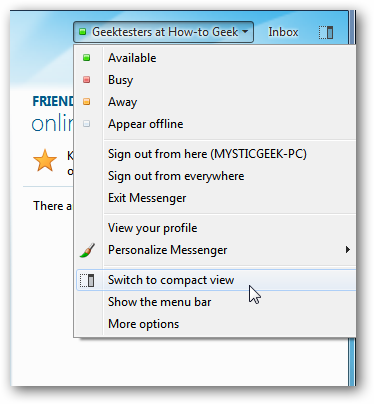 Geektesters at How-to Geek Inbox
Available
Busy
Away
Appear offline
FRIEND
onlin
K
o
Sign out from here (MYSTICGEEK-PC)
Sign out from everywhere
Exit Messenger
There a
View your profile
Personalize Messenger
Switch to compact view
Show the menu bar
More options